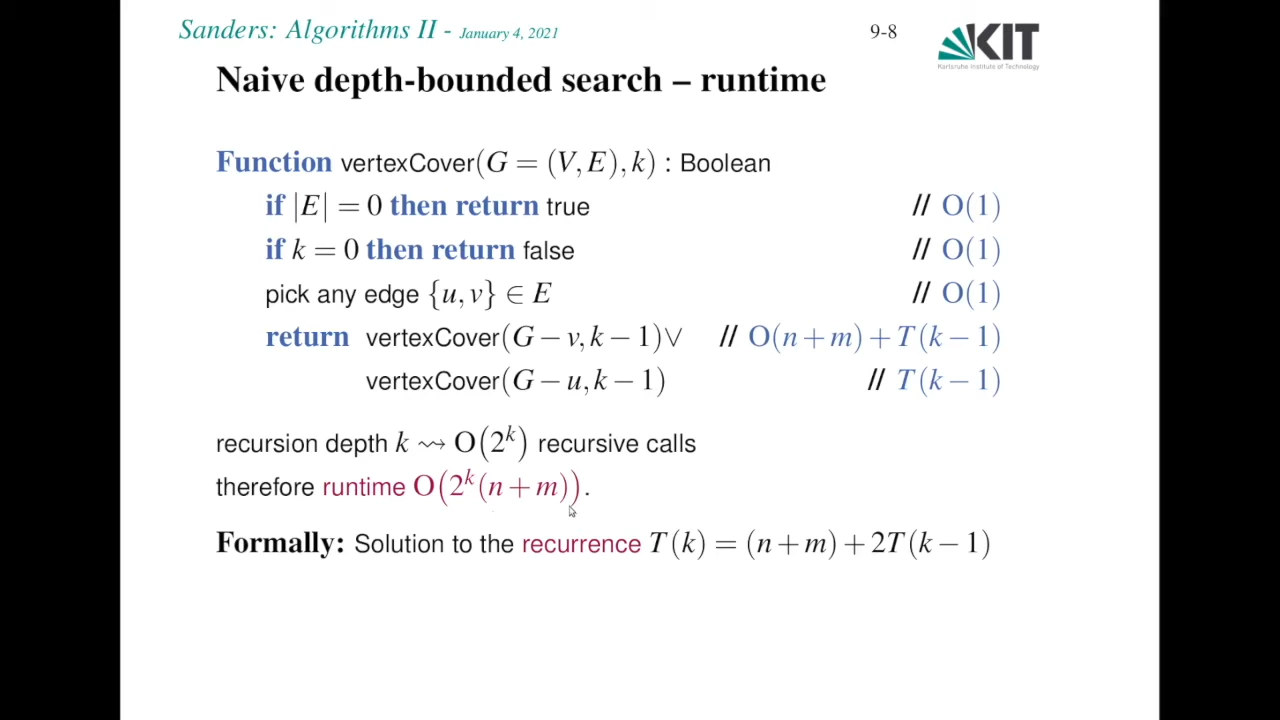 Sanders: Algorithms II - January 4, 2021
9-8
KIT
Karlsruhe Institute of Technology
Naive depth-bounded search – runtime
Function vertexCover(G = (V, E), k) : Boolean
if |E| = 0 then return true // O(1)
if k = 0 then return false // O(1)
pick any edge {u, v} ∈ E // O(1)
return vertexCover(G − v, k − 1)∨ // O(n + m) + T(k − 1)
vertexCover(G − u, k − 1) // T(k − 1)
recursion depth k ⇝ O(2^k) recursive calls
therefore runtime O(2^k(n + m)).
Formally: Solution to the recurrence T(k) = (n + m) + 2T(k − 1)